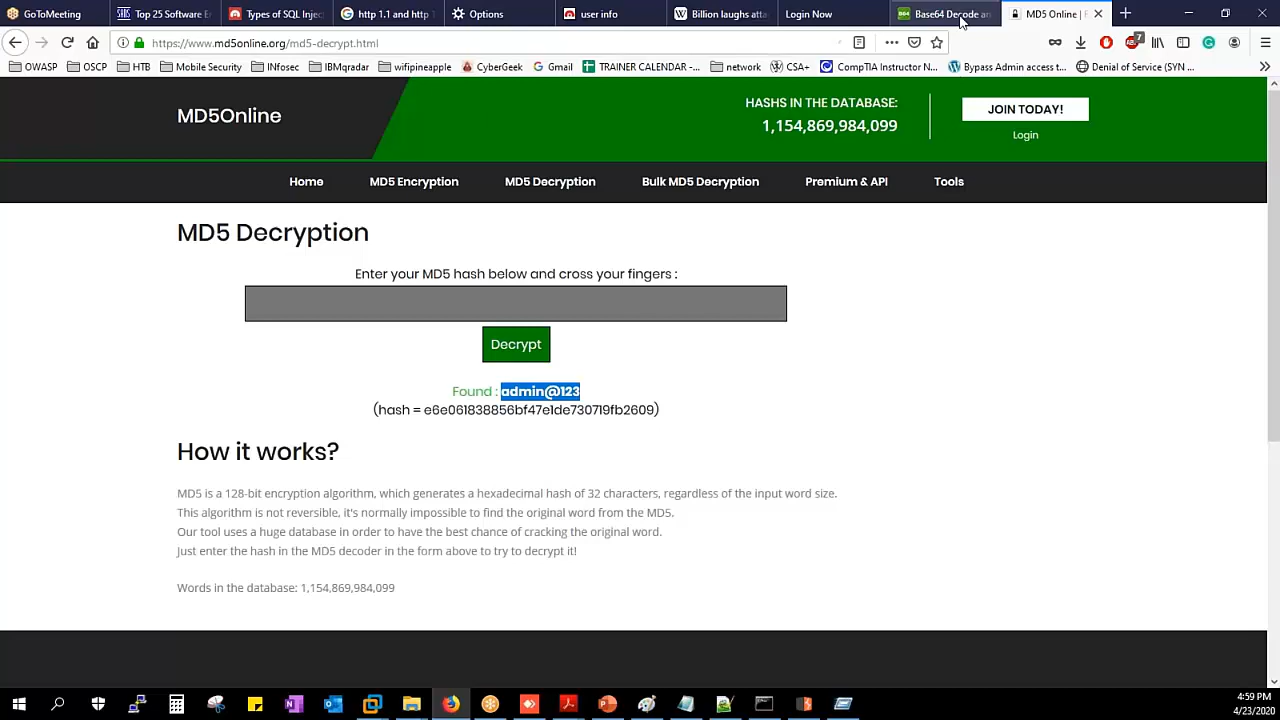 GoToMeeting
Top 25 Software E
Types of SQL Injec
http 1.1 and http
Options
user info
Billion laughs atta
Login Now
Base64 Decode an
MD5 Online |
https://www.md5online.org/md5-decrypt.html
7
OWASP
OSCP
HTB
Mobile Security
INfosec
IBMqradar
wifipineapple
CyberGeek
Gmail
TRAINER CALENDAR -...
network
CSA+
CompTIA Instructor N...
Bypass Admin access t...
Denial of Service (SYN ...
MD5Online
HASHS IN THE DATABASE:
1,154,869,984,099
JOIN TODAY!
Login
Home
MD5 Encryption
MD5 Decryption
Bulk MD5 Decryption
Premium & API
Tools
MD5 Decryption
Enter your MD5 hash below and cross your fingers :
Decrypt
Found : admin@123
(hash = e6e061838856bf47e1de730719fb2609)
How it works?
MD5 is a 128-bit encryption algorithm, which generates a hexadecimal hash of 32 characters, regardless of the input word size.
This algorithm is not reversible, it's normally impossible to find the original word from the MD5.
Our tool uses a huge database in order to have the best chance of cracking the original word.
Just enter the hash in the MD5 decoder in the form above to try to decrypt it!
Words in the database: 1,154,869,984,099
4:59 PM
4/23/2020